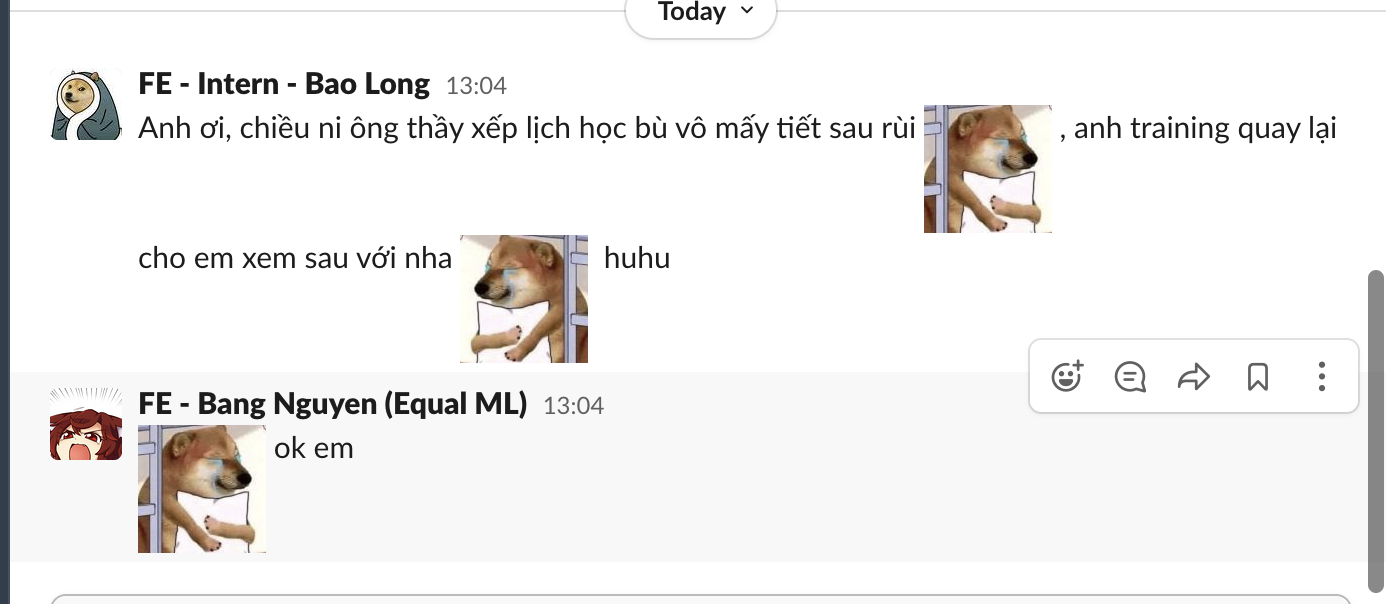 Today
FE - Intern - Bao Long 13:04
Anh ơi, chiều ni ông thầy xếp lịch học bù vô mấy tiết sau rùi , anh training quay lại
cho em xem sau với nha huhu
FE - Bang Nguyen (Equal ML) 13:04
ok em